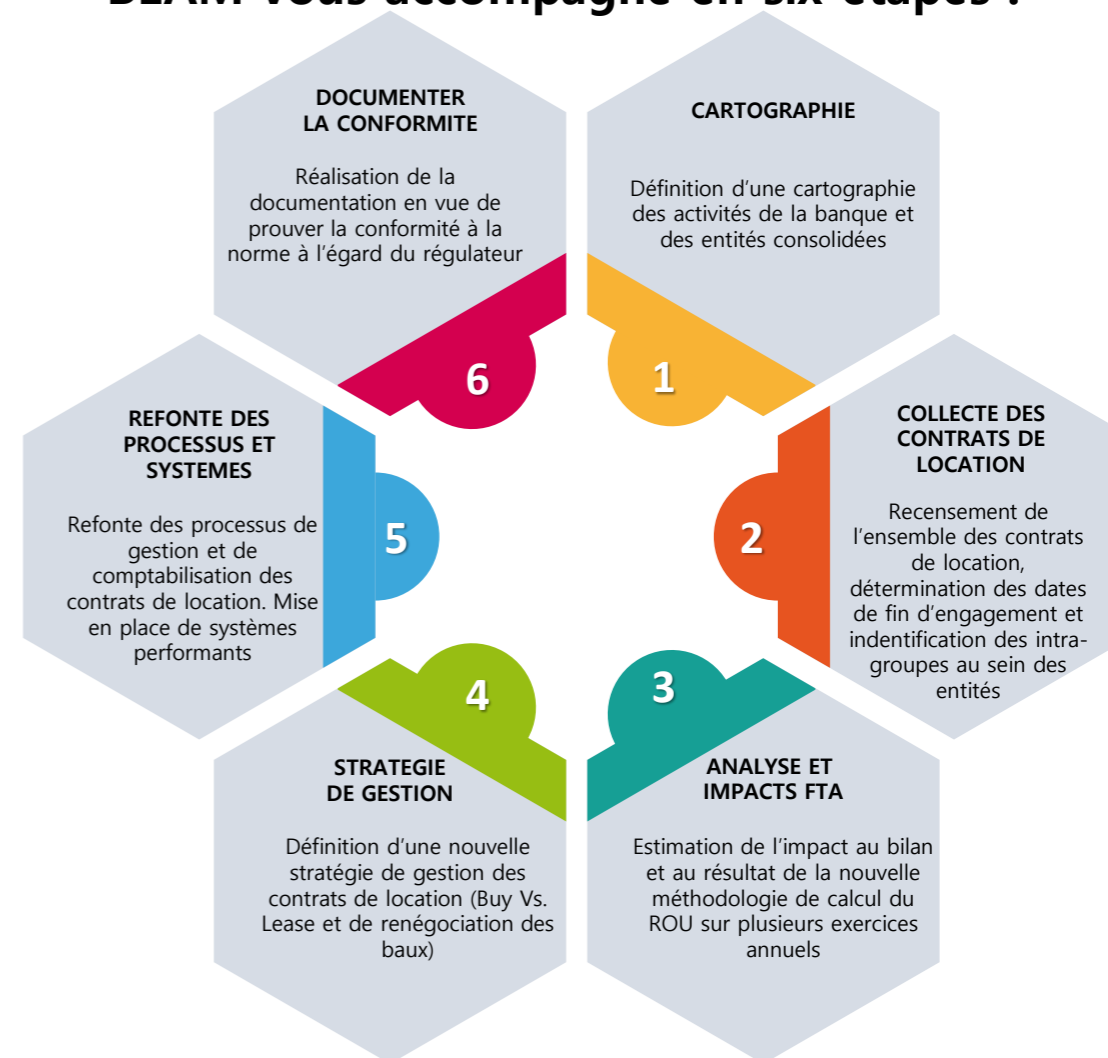 vous accompagne en six étapes :
CARTOGRAPHIE
Définition d'une cartographie
des activités de la banque et
des entités consolidées
1
COLLECTE DES
CONTRATS DE
LOCATION
Recensement de
l'ensemble des contrats
de location,
détermination des dates
de fin d'engagement et
indentification des intra-
groupes au sein des
entités
2
ANALYSE ET
IMPACTS FTA
Estimation de l'impact au bilan
et au résultat de la nouvelle
méthodologie de calcul du
ROU sur plusieurs exercices
annuels
3
STRATEGIE
DE GESTION
Définition d'une nouvelle
stratégie de gestion des
contrats de location (Buy Vs.
Lease et de renégociation des
baux)
4
REFONTE DES
PROCESSUS ET
SYSTEMES
Refonte des processus de
gestion et de
comptabilisation des
contrats de location. Mise
en place de systèmes
performants
5
DOCUMENTER
LA CONFORMITE
Réalisation de la
documentation en vue de
prouver la conformité à la
norme à l'égard du régulateur
6